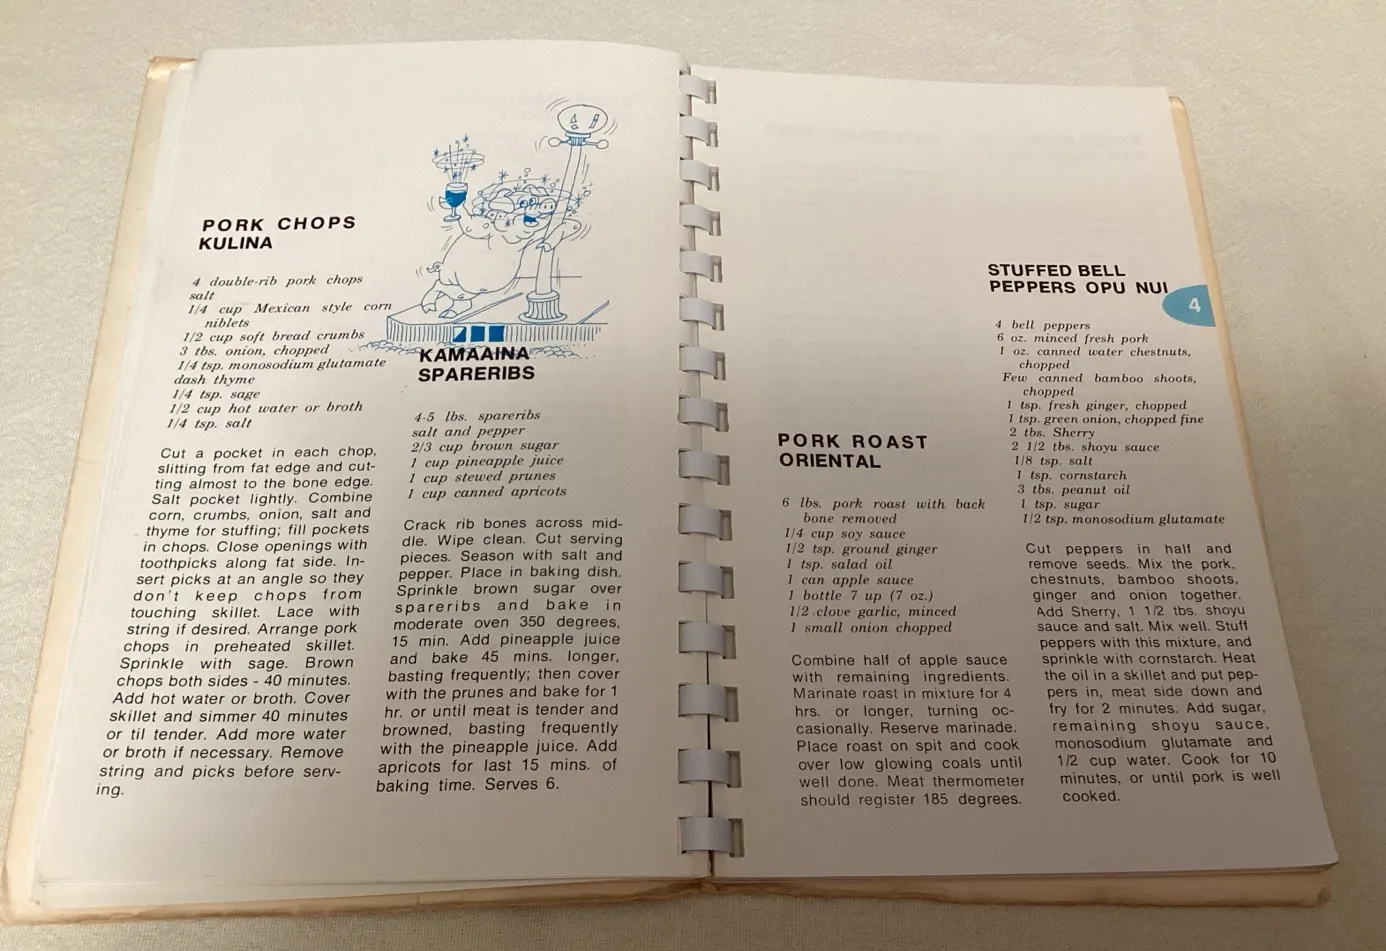 PORK CHOPS
KULINA
4 double-rib pork chops
salt
1/4 cup Mexican style corn
niblets
1/2 cup soft bread crumbs
3 tbs. onion, chopped
1/4 tsp. monosodium glutamate
dash thyme
1/4 tsp. sage
1/2 cup hot water or broth
1/4 tsp. salt
Cut a pocket in each chop,
slitting from fat edge and cut-
ting almost to the bone edge.
Salt pocket lightly. Combine
corn, crumbs, onion, salt and
thyme for stuffing; fill pockets
in chops. Close openings with
toothpicks along fat side. In-
sert picks at an angle so they
don't keep chops from
touching skillet. Lace with
string if desired. Arrange pork
chops in preheated skillet.
Sprinkle with sage. Brown
chops both sides - 40 minutes.
Add hot water or broth. Cover
skillet and simmer 40 minutes
or til tender. Add more water
or broth if necessary. Remove
string and picks before serv-
ing.
KAMAAINA
SPARERIBS
4-5 lbs. spareribs
salt and pepper
2/3 cup brown sugar
1 cup pineapple juice
1 cup stewed prunes
1 cup canned apricots
Crack rib bones across mid-
dle. Wipe clean. Cut serving
pieces. Season with salt and
pepper. Place in baking dish.
Sprinkle brown sugar over
spareribs and bake in
moderate oven 350 degrees,
15 min. Add pineapple juice
and bake 45 mins. longer,
basting frequently; then cover
with the prunes and bake for 1
hr. or until meat is tender and
browned, basting frequently
with the pineapple juice. Add
apricots for last 15 mins. of
baking time. Serves 6.
PORK ROAST
ORIENTAL
6 lbs. pork roast with back
bone removed
1/4 cup soy sauce
1/2 tsp. ground ginger
1 tsp. salad oil
1 can apple sauce
1 bottle 7 up (7 oz.)
1/2 clove garlic, minced
1 small onion chopped
Combine half of apple sauce
with remaining ingredients.
Marinate roast in mixture for 4
hrs. or longer, turning oc-
casionally. Reserve marinade.
Place roast on spit and cook
over low glowing coals until
well done. Meat thermometer
should register 185 degrees.
STUFFED BELL
PEPPERS OPU NUI
4
4 bell peppers
6 oz. minced fresh pork
1 oz. canned water chestnuts,
chopped
Few canned bamboo shoots,
chopped
1 tsp. fresh ginger, chopped
1 tsp. green onion, chopped fine
2 tbs. Sherry
2 1/2 tbs. shoyu sauce
1/8 tsp. salt
1 tsp. cornstarch
3 tbs. peanut oil
1 tsp. sugar
1/2 tsp. monosodium glutamate
Cut peppers in half and
remove seeds. Mix the pork,
chestnuts, bamboo shoots,
ginger and onion together.
Add Sherry, 1 1/2 tbs. shoyu
sauce and salt. Mix well. Stuff
peppers with this mixture, and
sprinkle with cornstarch. Heat
the oil in a skillet and put pep-
pers in, meat side down and
fry for 2 minutes. Add sugar,
remaining shoyu sauce,
monosodium glutamate and
1/2 cup water. Cook for 10
minutes, or until pork is well
cooked.